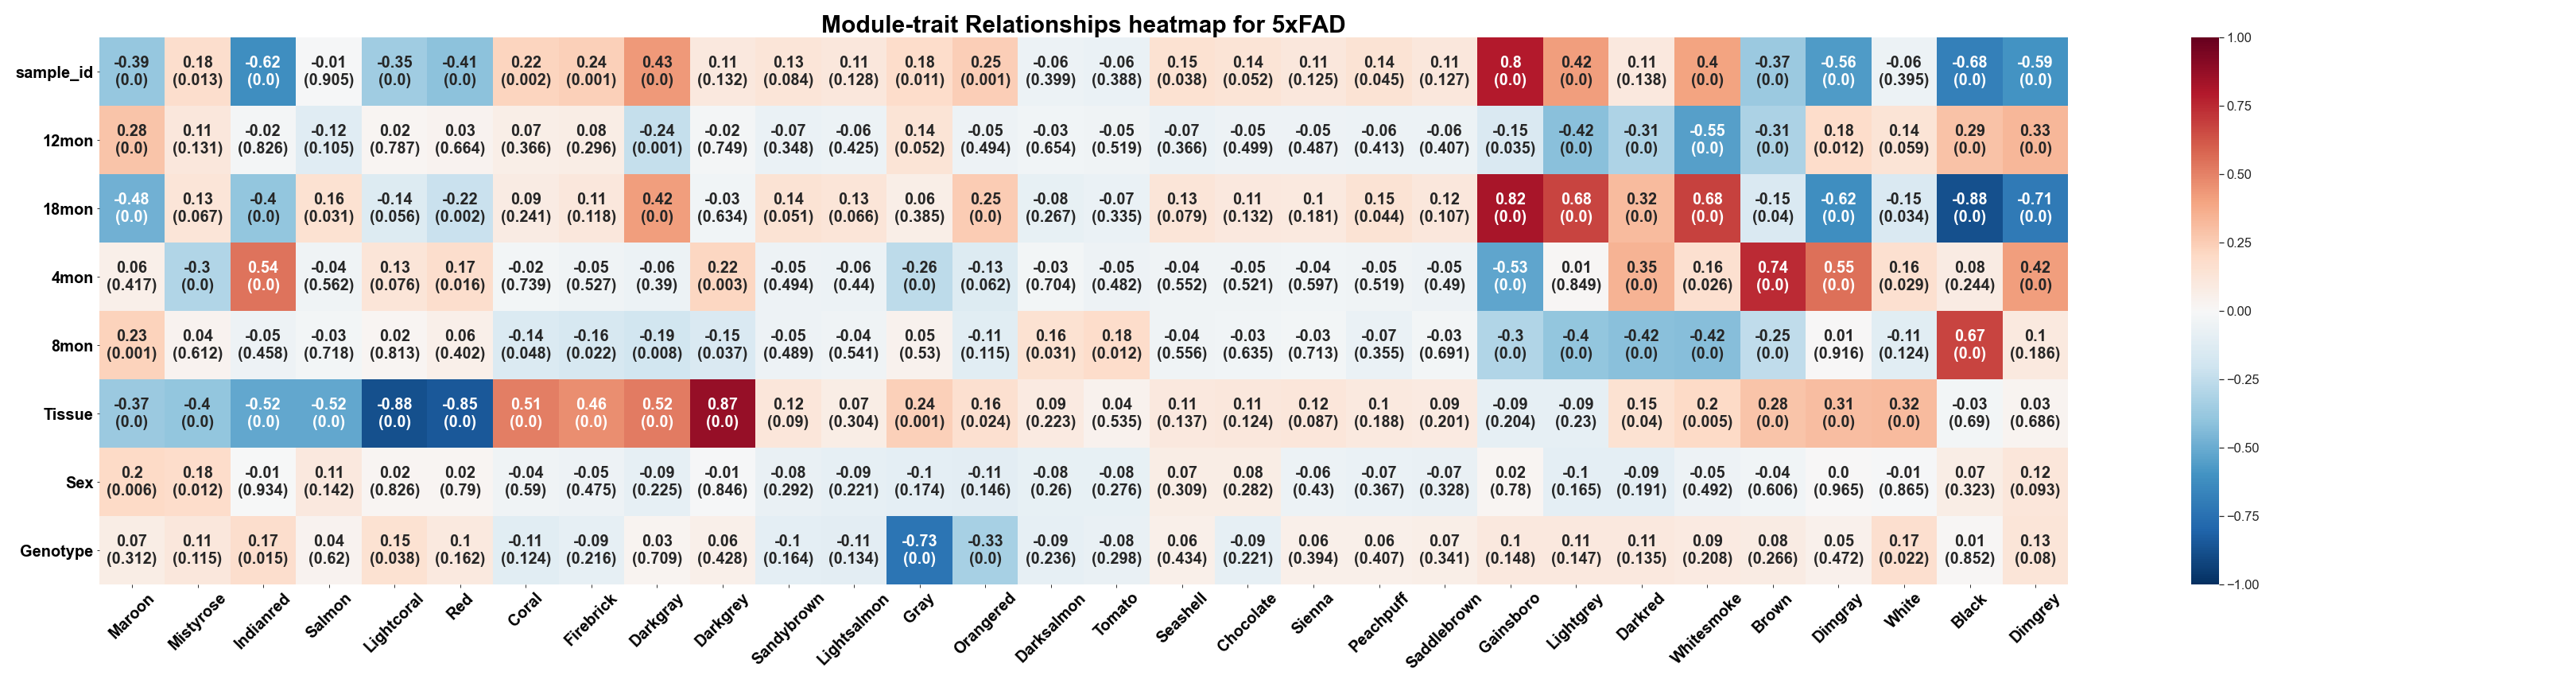 Module-trait Relationships heatmap for 5xFAD
sample_id -0.39 0.18 -0.62 -0.01 -0.35 -0.41 0.22 0.24 0.43 0.11 0.13 0.11 0.18 0.25 -0.06 -0.06 0.15 0.14 0.11 0.14 0.11 0.8 0.42 0.11 0.4 -0.37 -0.56 -0.06 -0.68 -0.59
(0.0) (0.013) (0.0) (0.905) (0.0) (0.0) (0.002) (0.001) (0.0) (0.132) (0.084) (0.128) (0.011) (0.001) (0.399) (0.388) (0.038) (0.052) (0.125) (0.045) (0.127) (0.0) (0.0) (0.138) (0.0) (0.0) (0.0) (0.395) (0.0) (0.0)
12mon 0.28 0.11 -0.02 -0.12 0.02 0.03 0.07 0.08 -0.24 -0.02 -0.07 -0.06 0.14 -0.05 -0.03 -0.05 -0.07 -0.05 -0.05 -0.06 -0.06 -0.15 -0.42 -0.31 -0.55 -0.31 0.18 0.14 0.29 0.33
(0.0) (0.131) (0.826) (0.105) (0.787) (0.664) (0.366) (0.296) (0.001) (0.749) (0.348) (0.425) (0.052) (0.494) (0.654) (0.519) (0.366) (0.499) (0.487) (0.413) (0.407) (0.035) (0.0) (0.0) (0.0) (0.0) (0.012) (0.059) (0.0) (0.0)
18mon -0.48 0.13 -0.4 0.16 -0.14 -0.22 0.09 0.11 0.42 -0.03 0.14 0.13 0.06 0.25 -0.08 -0.07 0.13 0.11 0.1 0.15 0.12 0.82 0.68 0.32 0.68 -0.15 -0.62 -0.15 -0.88 -0.71
(0.0) (0.067) (0.0) (0.031) (0.056) (0.002) (0.241) (0.118) (0.0) (0.634) (0.051) (0.066) (0.385) (0.0) (0.267) (0.335) (0.079) (0.132) (0.181) (0.044) (0.107) (0.0) (0.0) (0.0) (0.0) (0.04) (0.0) (0.034) (0.0) (0.0)
4mon 0.06 -0.3 0.54 -0.04 0.13 0.17 -0.02 -0.05 -0.06 0.22 -0.05 -0.06 -0.26 -0.13 -0.03 -0.05 -0.04 -0.05 -0.04 -0.05 -0.05 -0.53 0.01 0.35 0.16 0.74 0.55 0.16 0.08 0.42
(0.417) (0.0) (0.0) (0.562) (0.076) (0.016) (0.739) (0.527) (0.39) (0.003) (0.494) (0.44) (0.0) (0.062) (0.704) (0.482) (0.552) (0.521) (0.597) (0.519) (0.49) (0.0) (0.849) (0.0) (0.026) (0.0) (0.0) (0.029) (0.244) (0.0)
8mon 0.23 0.04 -0.05 -0.03 0.02 0.06 -0.14 -0.16 -0.19 -0.15 -0.05 -0.04 0.05 -0.11 0.16 0.18 -0.04 -0.03 -0.03 -0.07 -0.03 -0.3 -0.4 -0.42 -0.42 -0.25 0.01 -0.11 0.67 0.1
(0.001) (0.612) (0.458) (0.718) (0.813) (0.402) (0.048) (0.022) (0.008) (0.037) (0.489) (0.541) (0.53) (0.115) (0.031) (0.012) (0.556) (0.635) (0.713) (0.355) (0.691) (0.0) (0.0) (0.0) (0.0) (0.0) (0.916) (0.124) (0.0) (0.186)
Tissue -0.37 -0.4 -0.52 -0.52 -0.88 -0.85 0.51 0.46 0.52 0.87 0.12 0.07 0.24 0.16 0.09 0.04 0.11 0.11 0.12 0.1 0.09 -0.09 -0.09 0.15 0.2 0.28 0.31 0.32 -0.03 0.03
(0.0) (0.0) (0.0) (0.0) (0.0) (0.0) (0.0) (0.0) (0.0) (0.0) (0.09) (0.304) (0.001) (0.024) (0.223) (0.535) (0.137) (0.124) (0.087) (0.188) (0.201) (0.204) (0.23) (0.04) (0.005) (0.0) (0.0) (0.0) (0.69) (0.686)
Sex 0.2 0.18 -0.01 0.11 0.02 0.02 -0.04 -0.05 -0.09 -0.01 -0.08 -0.09 -0.1 -0.11 -0.08 -0.08 0.07 0.08 -0.06 -0.07 -0.07 0.02 -0.1 -0.09 -0.05 -0.04 0.0 -0.01 0.07 0.12
(0.006) (0.012) (0.934) (0.142) (0.826) (0.79) (0.59) (0.475) (0.225) (0.846) (0.292) (0.221) (0.174) (0.146) (0.26) (0.276) (0.309) (0.282) (0.43) (0.367) (0.328) (0.78) (0.165) (0.191) (0.492) (0.606) (0.965) (0.865) (0.323) (0.093)
Genotype 0.07 0.11 0.17 0.04 0.15 0.1 -0.11 -0.09 0.03 0.06 -0.1 -0.11 -0.73 -0.33 -0.09 -0.08 0.06 -0.09 0.06 0.06 0.07 0.1 0.11 0.11 0.09 0.08 0.05 0.17 0.01 0.13
(0.312) (0.115) (0.015) (0.62) (0.038) (0.162) (0.124) (0.216) (0.709) (0.428) (0.164) (0.134) (0.0) (0.0) (0.236) (0.298) (0.434) (0.221) (0.394) (0.407) (0.341) (0.148) (0.147) (0.135) (0.208) (0.266) (0.472) (0.022) (0.852) (0.08)
Maroon Mistyrose Indianred Salmon Lightcoral Red Coral Firebrick Darkgray Darkgrey Sandybrown Lightsalmon Gray Orangered Darksalmon Tomato Seashell Chocolate Sienna Peachpuff Saddlebrown Gainsboro Lightgrey Darkred Whitesmoke Brown Dimgray White Black Dimgrey
1.00
0.75
0.50
0.25
0.00
−0.25
−0.50
−0.75
−1.00